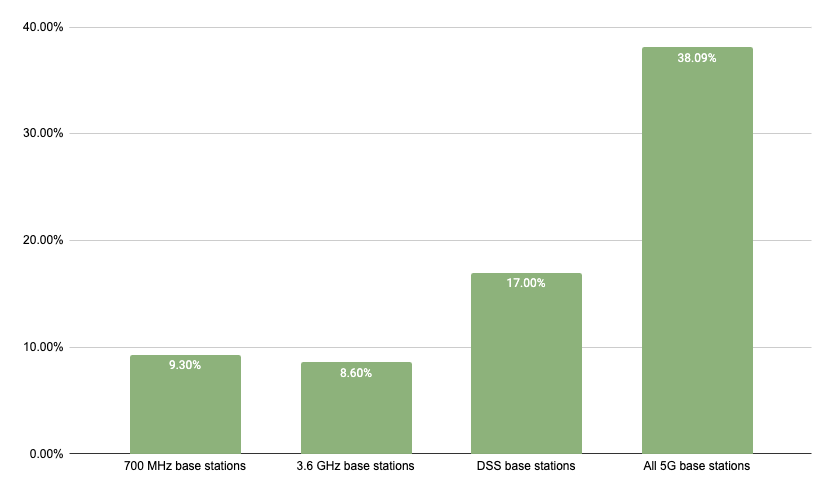 40.00%
30.00%
20.00%
10.00%
0.00%
9.30%
8.60%
17.00%
38.09%
700 MHz base stations
3.6 GHz base stations
DSS base stations
All 5G base stations